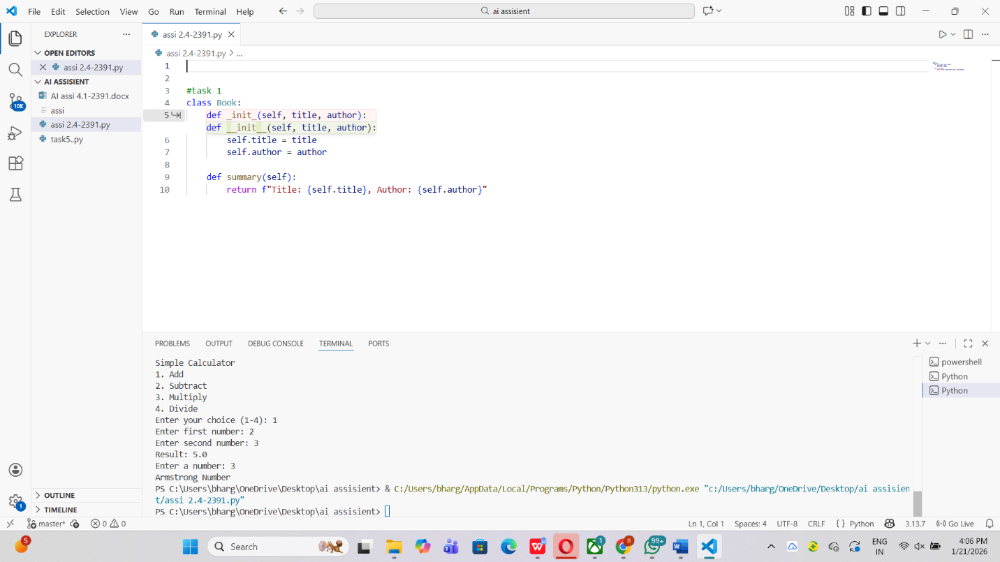 File Edit Selection View Go Run Terminal Help
ai assisient
EXPLORER
OPEN EDITORS
assi 2.4-2391.py
AI ASSISIENT
AI assi 4.1-2391.docx
assi
assi 2.4-2391.py
task5..py
OUTLINE
TIMELINE
10K
1
assi 2.4-2391.py
assi 2.4-2391.py > ...
1
2
3 #task 1
4 class Book:
5 def _init_(self, title, author):
def __init__(self, title, author):
6 self.title = title
7 self.author = author
8
9 def summary(self):
10 return f"Title: {self.title}, Author: {self.author}"
PROBLEMS OUTPUT DEBUG CONSOLE TERMINAL PORTS
Simple Calculator
1. Add
2. Subtract
3. Multiply
4. Divide
Enter your choice (1-4): 1
Enter first number: 2
Enter second number: 3
Result: 5.0
Enter a number: 3
Armstrong Number
PS C:\Users\bharg\OneDrive\Desktop\ai assisient> & C:/Users/bharg/AppData/Local/Programs/Python/Python313/python.exe "c:/Users/bharg/OneDrive/Desktop/ai assisien
t/assi 2.4-2391.py"
PS C:\Users\bharg\OneDrive\Desktop\ai assisient>
powershell
Python
Python
master* 0 0 Ln 1, Col 1 Spaces: 4 UTF-8 CRLF { } Python 3.13.7 Go Live
5 Search 1 B 99+ ENG
IN
4:06 PM
1/21/2026